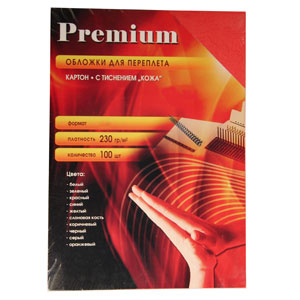 Premium
ОБЛОЖКИ ДЛЯ ПЕРЕПЛЕТА
КАРТОН • С ТИСНЕНИЕМ „КОЖА”
формат
плотность 230 гр/м²
количество 100 шт
Цвета:
- белый
- зеленый
- красный
- синий
- желтый
- слоновая кость
- коричневый
- черный
- серый
- оранжевый